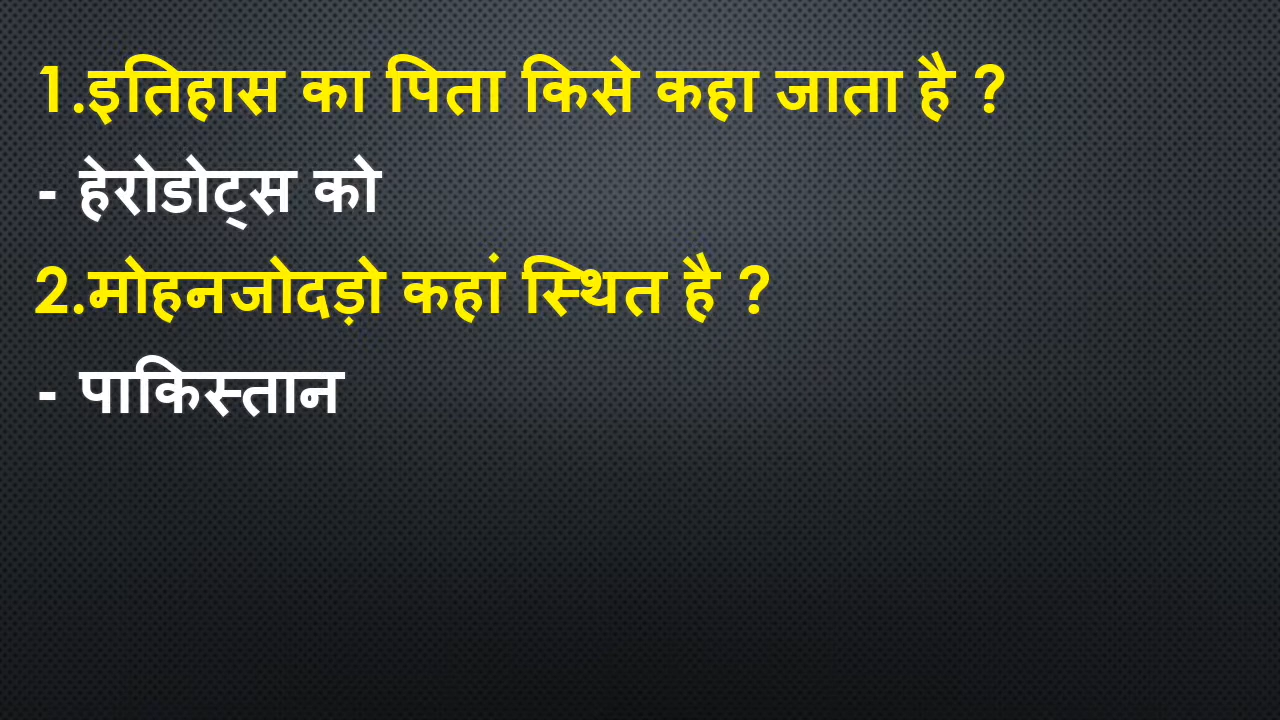 1.इतिहास का पिता किसे कहा जाता है ?
- हेरोडोट्स को
2.मोहनजोदड़ो कहां स्थित है ?
- पाकिस्तान